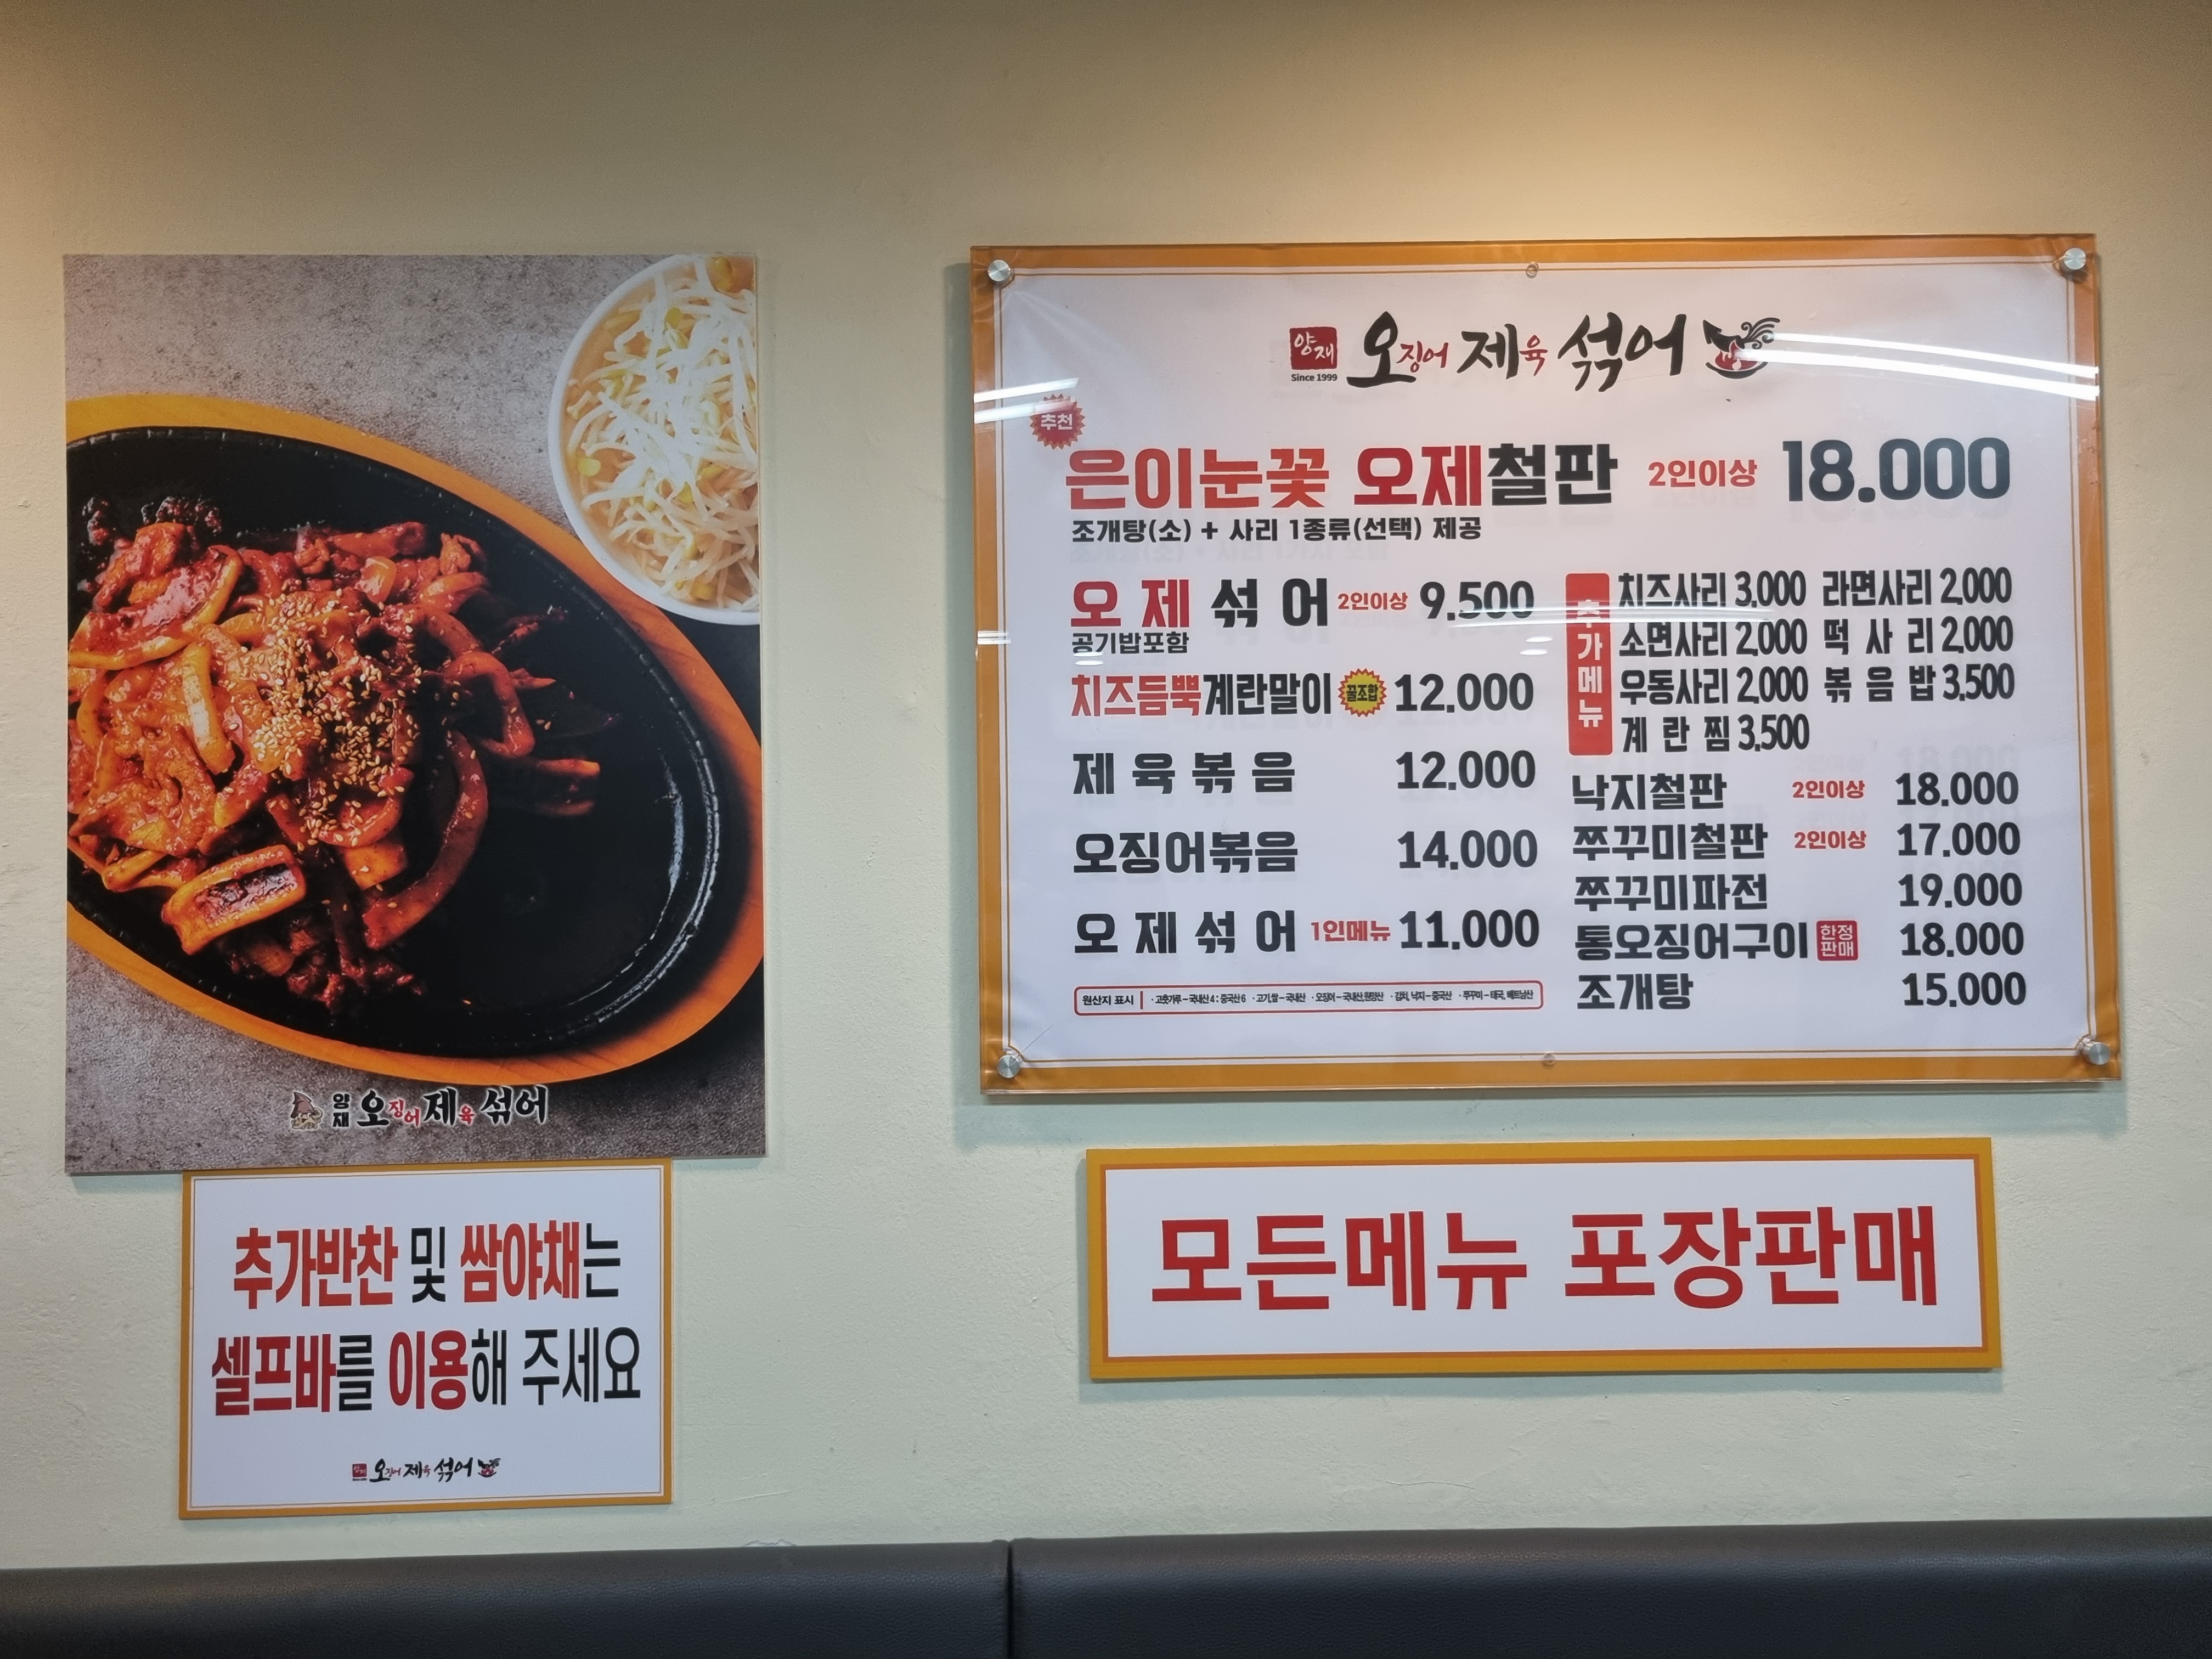 양재 오징어 제육 섞어
추가반찬 및 쌈야채는
셀프바를 이용해 주세요
오징어 제육 섞어
양재
Since 1999
오징어 제육 섞어
추천
은이눈꽃 오제철판 2인이상 18.000
조개탕(소) + 사리 1종류(선택) 제공
오제섞어 2인이상 9.500
공기밥포함
치즈듬뿍계란말이 꿀조합 12.000
제육볶음 12.000
오징어볶음 14.000
오제섞어 1인메뉴 11.000
원산지 표시
추가메뉴
치즈사리 3,000 라면사리 2,000
소면사리 2,000 떡사리 2,000
우동사리 2,000 볶음밥 3,500
계란찜 3,500
낙지철판 2인이상 18.000
쭈꾸미철판 2인이상 17.000
쭈꾸미파전 19.000
통오징어구이 한정판매 18.000
조개탕 15.000
모든메뉴 포장판매